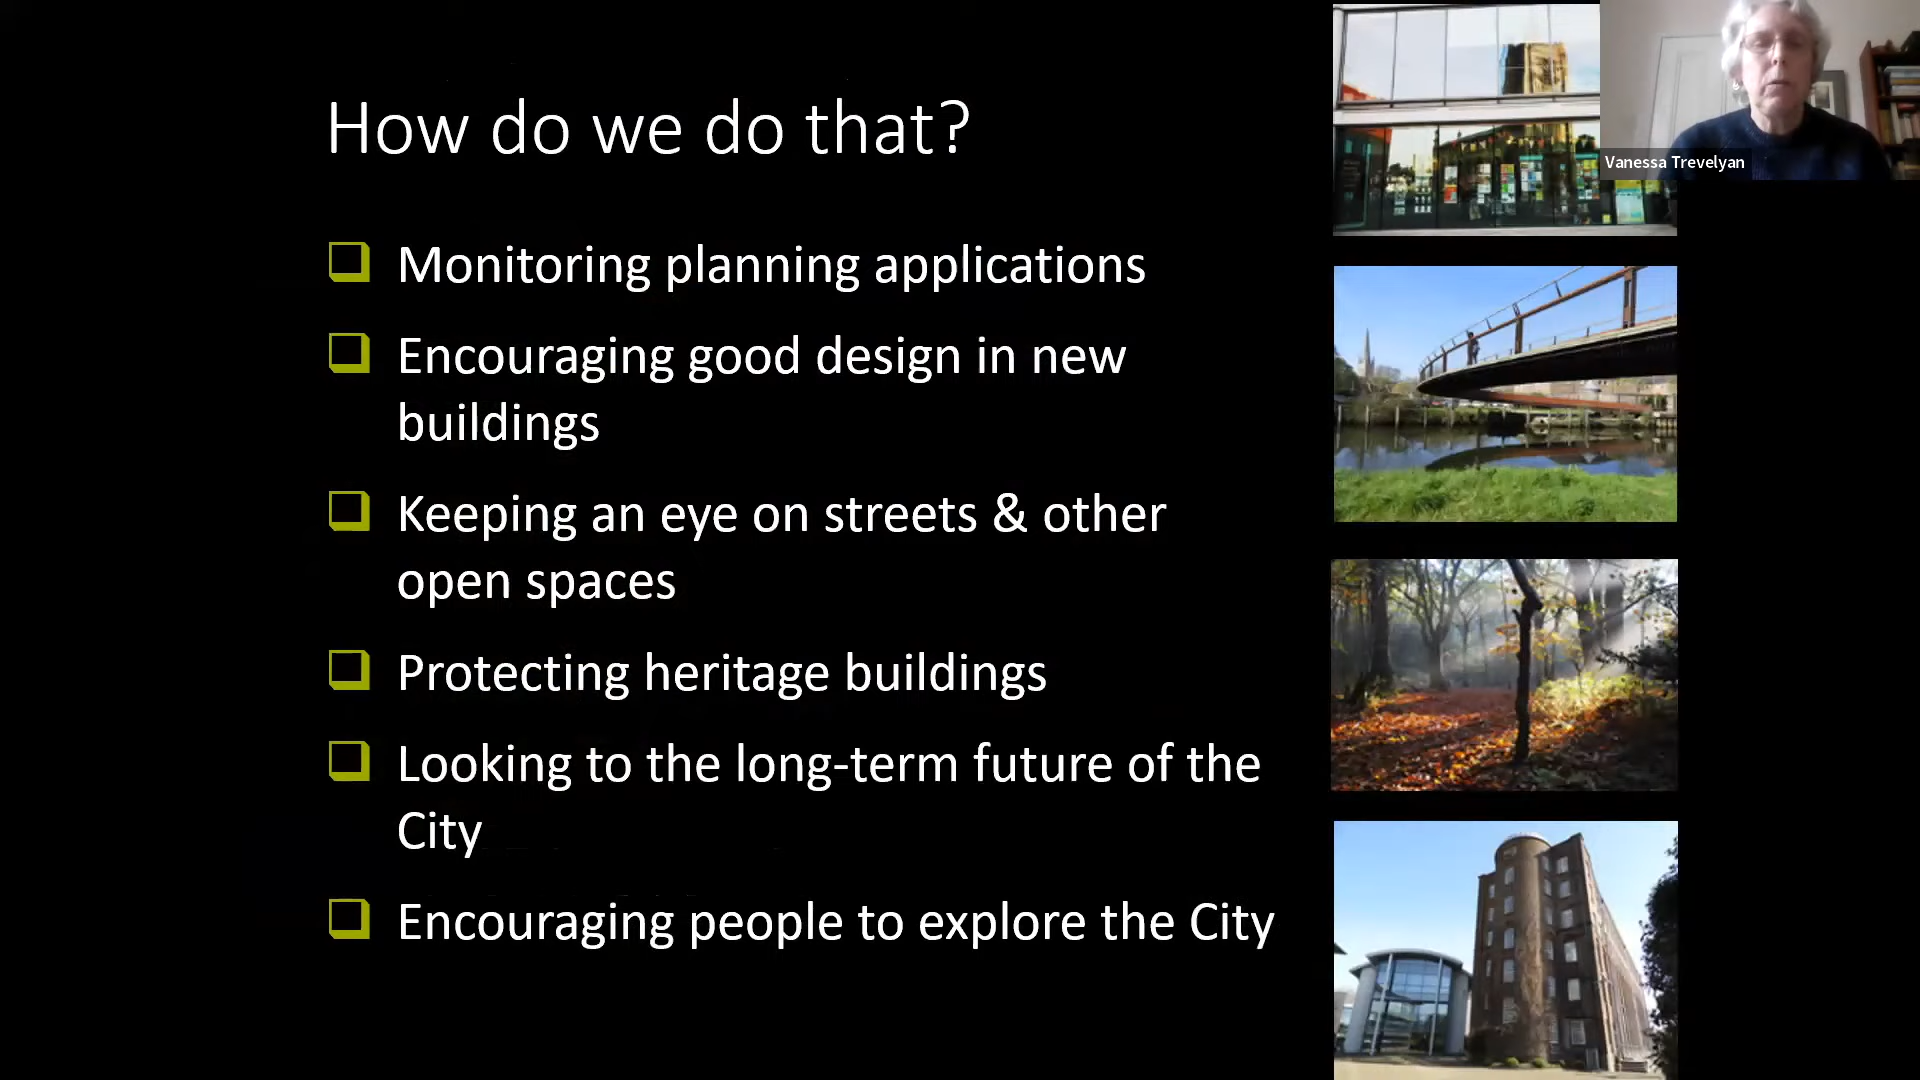 How do we do that?
Monitoring planning applications
Encouraging good design in new
buildings
Keeping an eye on streets & other
open spaces
Protecting heritage buildings
Looking to the long-term future of the
City
Encouraging people to explore the City
Vanessa Trevelyan